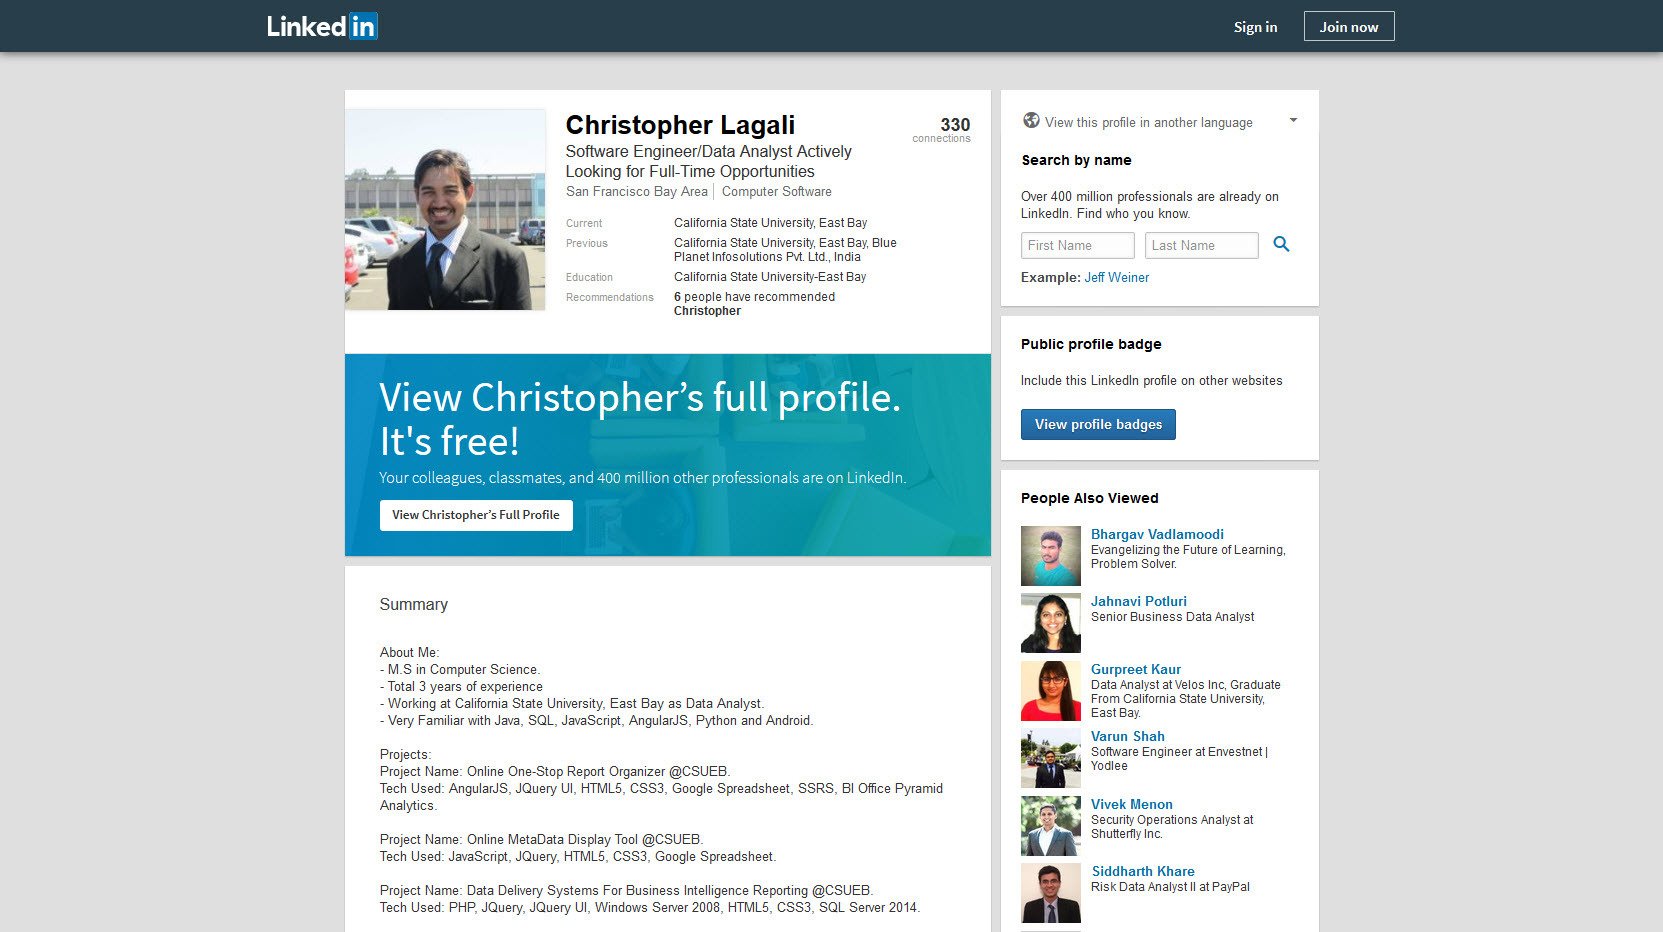 Linked in
Sign in
Join now
Christopher Lagali
330
connections
Software Engineer/Data Analyst Actively
Looking for Full-Time Opportunities
San Francisco Bay Area | Computer Software
Current California State University, East Bay
Previous California State University, East Bay, Blue
Planet Infosolutions Pvt. Ltd., India
Education California State University-East Bay
Recommendations 6 people have recommended
Christopher
View Christopher's full profile.
It's free!
Your colleagues, classmates, and 400 million other professionals are on LinkedIn.
View Christopher's Full Profile
Summary
About Me:
- M.S in Computer Science.
- Total 3 years of experience
- Working at California State University, East Bay as Data Analyst.
- Very Familiar with Java, SQL, JavaScript, AngularJS, Python and Android.
Projects:
Project Name: Online One-Stop Report Organizer @CSUEB.
Tech Used: AngularJS, JQuery UI, HTML5, CSS3, Google Spreadsheet, SSRS, BI Office Pyramid
Analytics.
Project Name: Online MetaData Display Tool @CSUEB.
Tech Used: JavaScript, JQuery, HTML5, CSS3, Google Spreadsheet.
Project Name: Data Delivery Systems For Business Intelligence Reporting @CSUEB.
Tech Used: PHP, JQuery, JQuery UI, Windows Server 2008, HTML5, CSS3, SQL Server 2014.
View this profile in another language
Search by name
Over 400 million professionals are already on
LinkedIn. Find who you know.
First Name
Last Name
Example: Jeff Weiner
Public profile badge
Include this LinkedIn profile on other websites
View profile badges
People Also Viewed
Bhargav Vadlamoodi
Evangelizing the Future of Learning,
Problem Solver.
Jahnavi Potluri
Senior Business Data Analyst
Gurpreet Kaur
Data Analyst at Velos Inc, Graduate
From California State University,
East Bay.
Varun Shah
Software Engineer at Envestnet |
Yodlee
Vivek Menon
Security Operations Analyst at
Shutterfly Inc.
Siddharth Khare
Risk Data Analyst II at PayPal